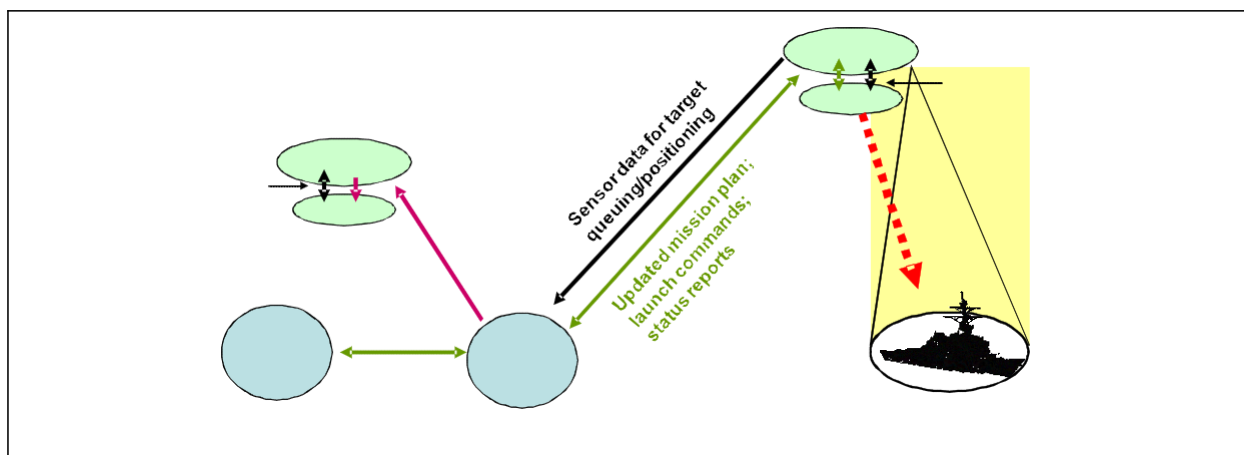 Sensor data for target
queuing/positioning
Updated mission plan;
launch commands;
status reports